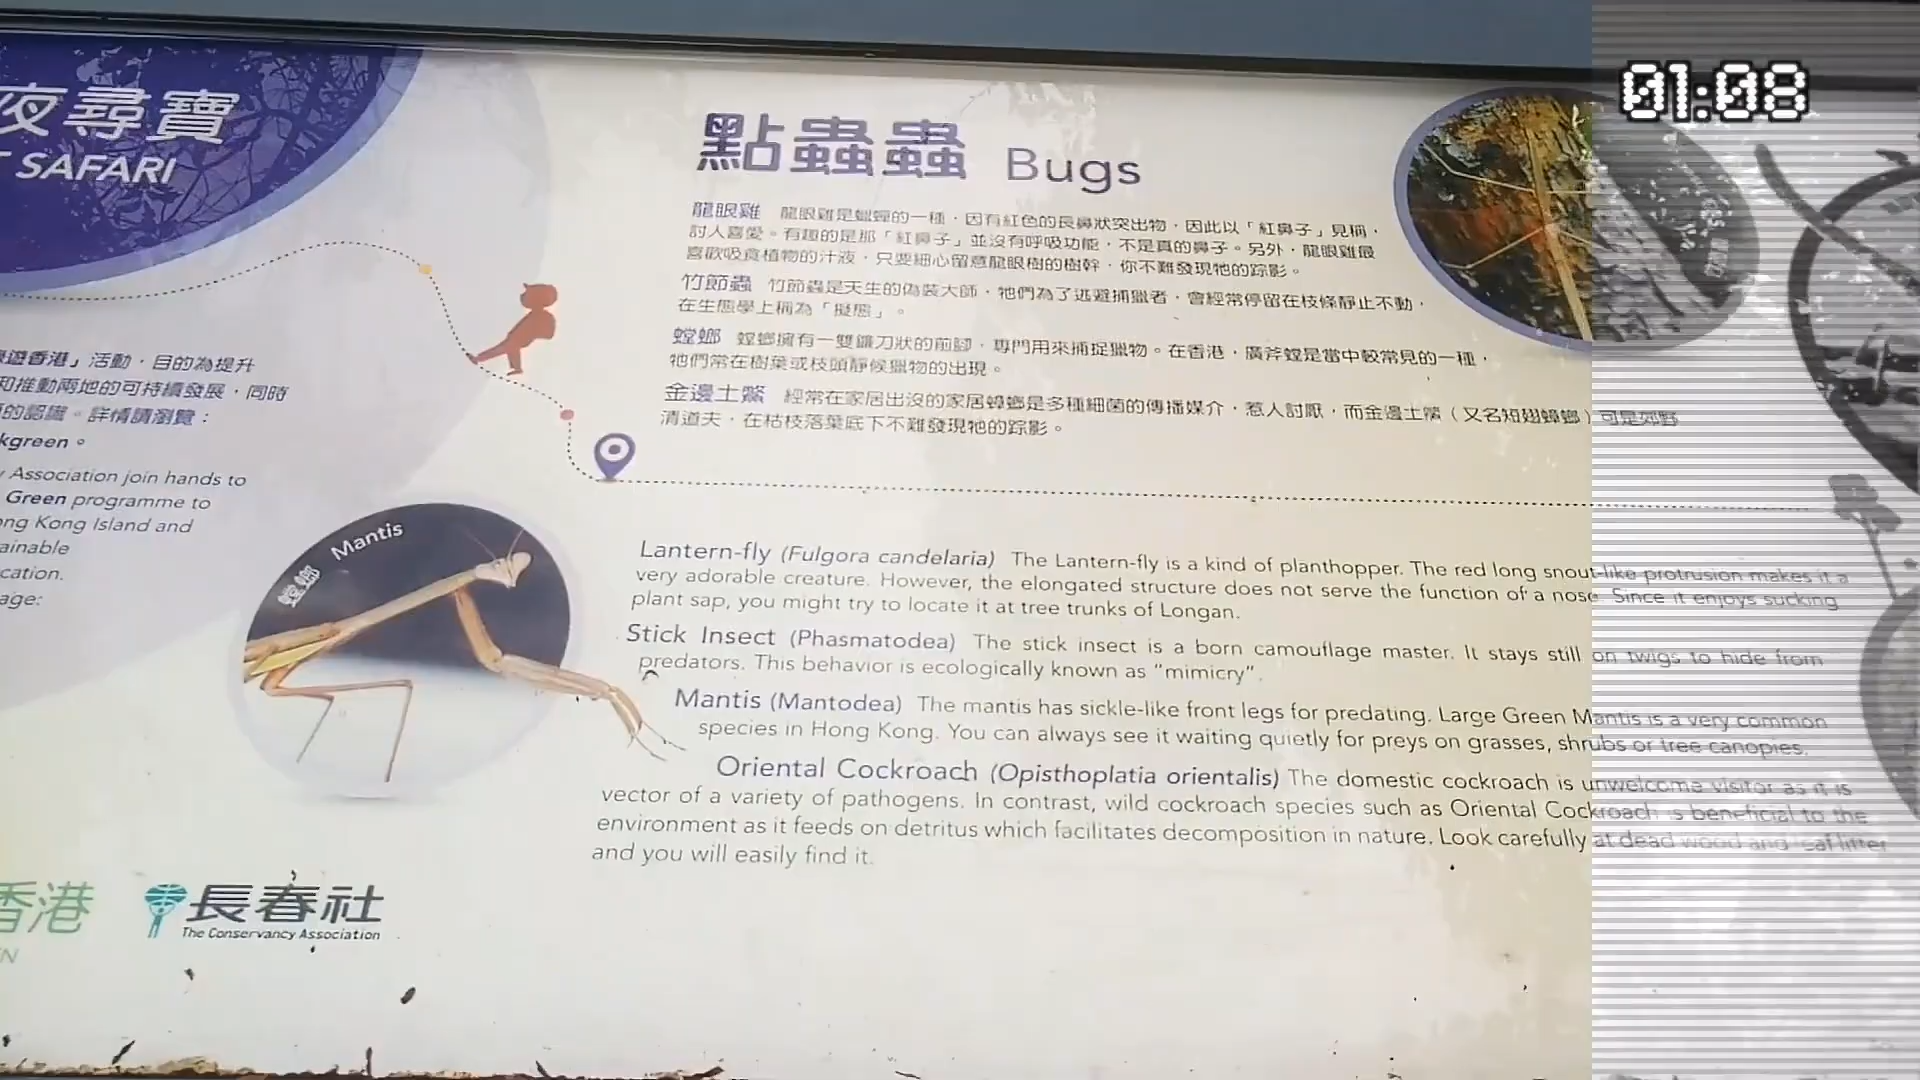 夜尋寶
SAFARI
01:08
點蟲蟲 Bugs
龍眼雞 龍眼雞是蠟蟬的一種，因有紅色的長鼻狀突出物，因此以「紅鼻子」見稱，
討人喜愛。有趣的是那「紅鼻子」並沒有呼吸功能，不是真的鼻子。另外，龍眼雞最
喜歡吸食植物的汁液，只要細心留意龍眼樹的樹幹，你不難發現牠的踪影。
竹節蟲 竹節蟲是天生的偽裝大師，牠們為了逃避捕獵者，會經常停留在枝條靜止不動，
在生態學上稱為「擬態」。
螳螂 螳螂擁有一雙鐮刀狀的前腳，專門用來捕捉獵物。在香港，廣斧螳是當中較常見的一種，
牠們常在樹葉或枝頭靜候獵物的出現。
金邊土鱉 經常在家居出沒的家居蟑螂是多種細菌的傳播媒介，惹人討厭，而金邊土鱉（又名短翅蟑螂）可是郊野
清道夫，在枯枝落葉底下不難發現牠的踪影。
遊香港」活動，目的為提升
和推動兩地的可持續發展，同時
的認識。詳情請瀏覽：
kgreen。
Association join hands to
Green programme to
ong Kong Island and
ainable
cation.
age:
螳螂 Mantis
Lantern-fly (Fulgora candelaria) The Lantern-fly is a kind of planthopper. The red long snout-like protrusion makes it a
very adorable creature. However, the elongated structure does not serve the function of a nose. Since it enjoys sucking
plant sap, you might try to locate it at tree trunks of Longan.
Stick Insect (Phasmatodea) The stick insect is a born camouflage master. It stays still on twigs to hide from
predators. This behavior is ecologically known as "mimicry".
Mantis (Mantodea) The mantis has sickle-like front legs for predating. Large Green Mantis is a very common
species in Hong Kong. You can always see it waiting quietly for preys on grasses, shrubs or tree canopies.
Oriental Cockroach (Opisthoplatia orientalis) The domestic cockroach is unwelcome visitor as it is
vector of a variety of pathogens. In contrast, wild cockroach species such as Oriental Cockroach is beneficial to the
environment as it feeds on detritus which facilitates decomposition in nature. Look carefully at dead wood and leaf litter
and you will easily find it.
香港
N
長春社
The Conservancy Association